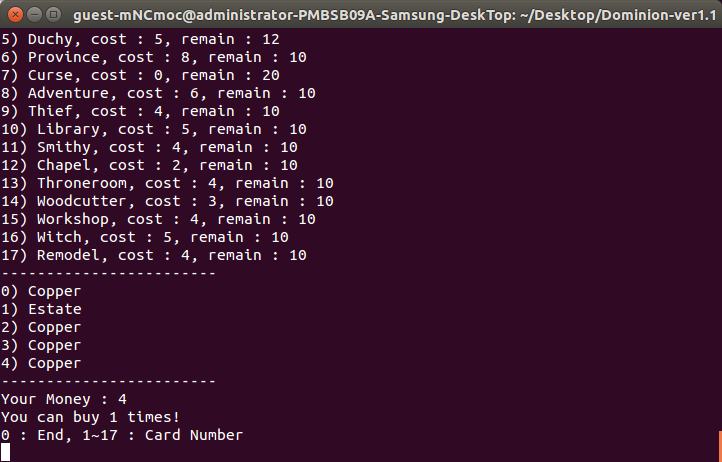 guest-mNCmoc@administrator-PMBSB09A-Samsung-DeskTop: ~/Desktop/Dominion-ver1.1
5) Duchy, cost : 5, remain : 12
6) Province, cost : 8, remain : 10
7) Curse, cost : 0, remain : 20
8) Adventure, cost : 6, remain : 10
9) Thief, cost : 4, remain : 10
10) Library, cost : 5, remain : 10
11) Smithy, cost : 4, remain : 10
12) Chapel, cost : 2, remain : 10
13) Throneroom, cost : 4, remain : 10
14) Woodcutter, cost : 3, remain : 10
15) Workshop, cost : 4, remain : 10
16) Witch, cost : 5, remain : 10
17) Remodel, cost : 4, remain : 10
------------------------
0) Copper
1) Estate
2) Copper
3) Copper
4) Copper
------------------------
Your Money : 4
You can buy 1 times!
0 : End, 1~17 : Card Number